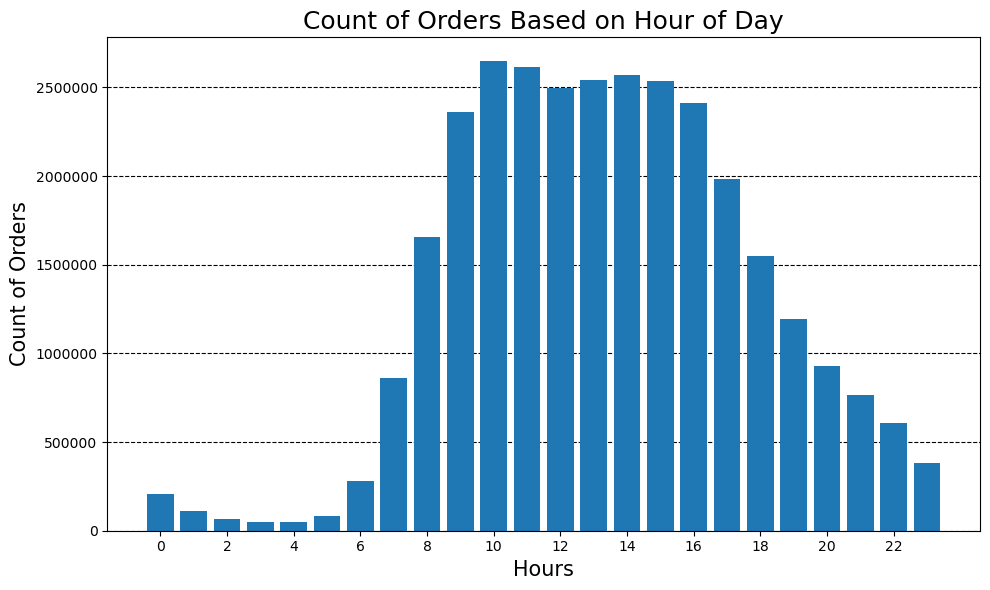 Count of Orders Based on Hour of Day
Count of Orders
2500000
2000000
1500000
1000000
500000
0
0 2 4 6 8 10 12 14 16 18 20 22
Hours